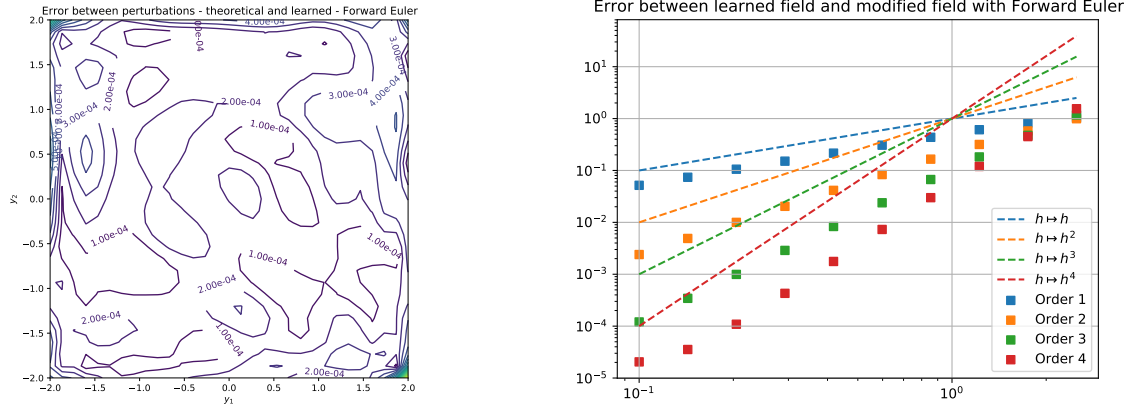 Error between perturbations - theoretical and learned - Forward Euler
2.0
1.5
1.0
0.5
0.0
−0.5
−1.0
−1.5
−2.0
y2
−2.0
−1.5
−1.0
−0.5
0.0
0.5
1.0
1.5
2.0
y1
4.00e-04
3.00e-04
3.00e-04
2.00e-04
3.00e-04
4.00e-04
3.00e-04
2.00e-04
1.00e-04
1.00e-04
1.00e-04
1.00e-04
2.00e-04
2.00e-04
1.00e-04
2.00e-04
Error between learned field and modified field with Forward Euler
10^1
10^0
10^−1
10^−2
10^−3
10^−4
10^−5
10^−1
10^0
h ↦ h
h ↦ h^2
h ↦ h^3
h ↦ h^4
Order 1
Order 2
Order 3
Order 4